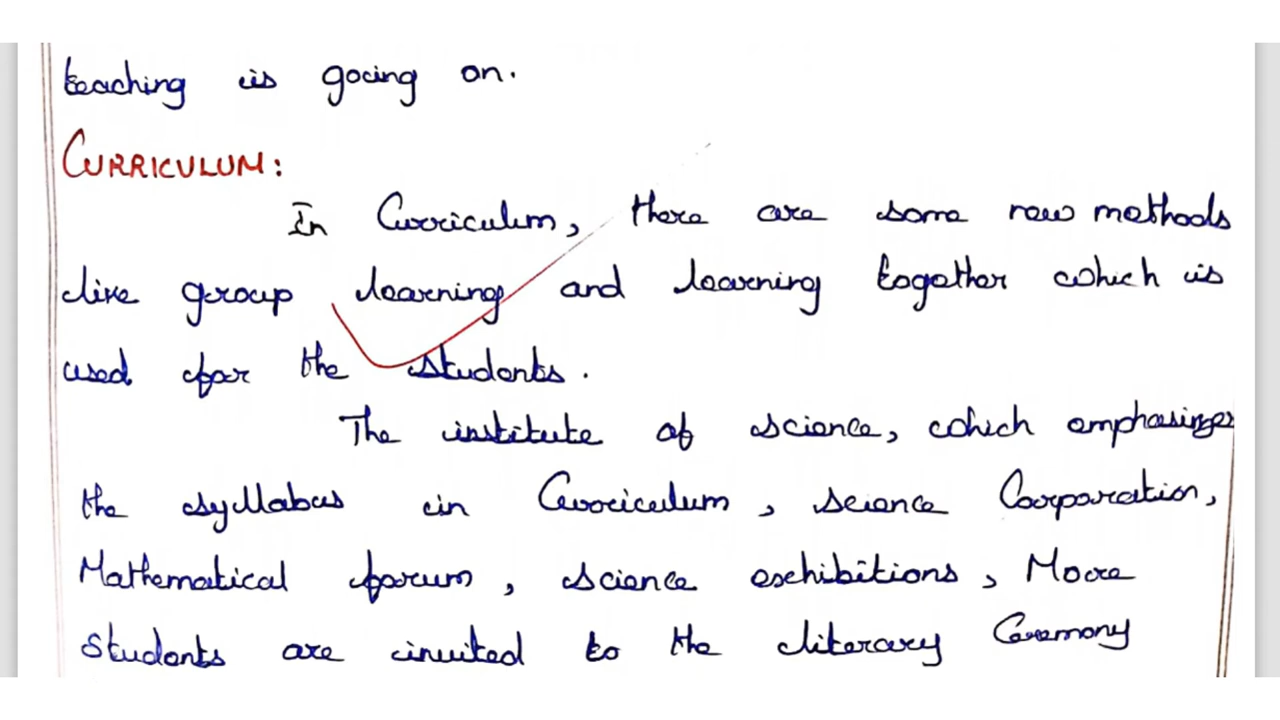 teaching is going on.
CURRICULUM:
In Curriculum, there are some new methods
like group learning and learning together which is
used for the students.
The institute of science, which emphasizes
the syllabus in Curriculum, science Corporation,
Mathematical forum, science exhibitions, More
students are invited to the literary Ceremony